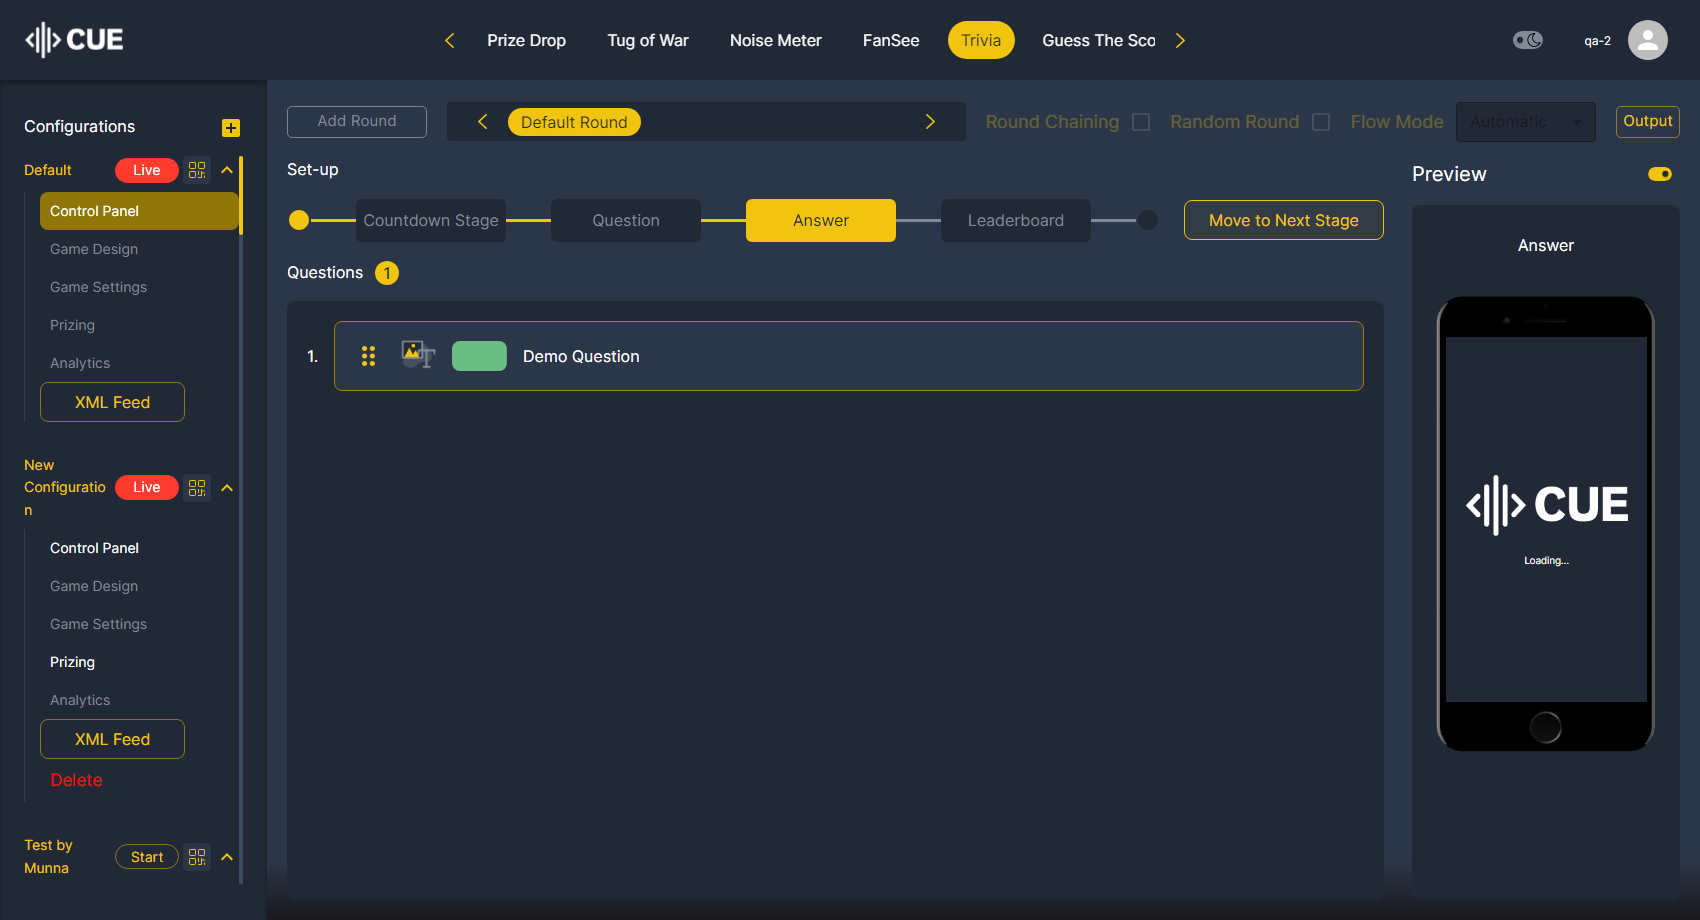 CUE
Prize Drop
Tug of War
Noise Meter
FanSee
Trivia
Guess The Sco
qa-2
Configurations
Default
Live
Control Panel
Game Design
Game Settings
Prizing
Analytics
XML Feed
New
Configuratio
n
Live
Control Panel
Game Design
Game Settings
Prizing
Analytics
XML Feed
Delete
Test by
Munna
Start
Add Round
Default Round
Round Chaining
Random Round
Flow Mode
Automatic
Output
Set-up
Countdown Stage
Question
Answer
Leaderboard
Move to Next Stage
Questions 1
1.
Demo Question
Preview
Answer
CUE
Loading...